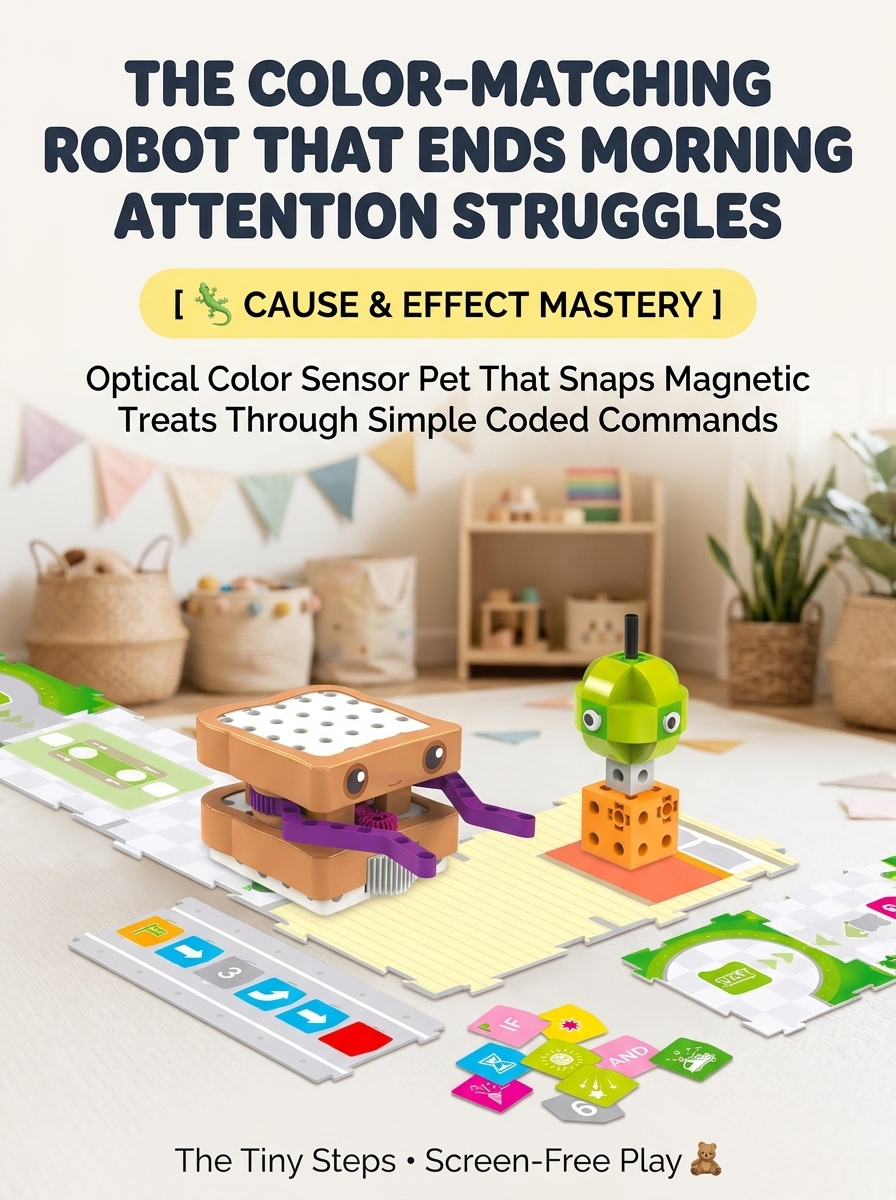 THE COLOR-MATCHING
ROBOT THAT ENDS MORNING
ATTENTION STRUGGLES
[ 🦎 CAUSE & EFFECT MASTERY ]
Optical Color Sensor Pet That Snaps Magnetic
Treats Through Simple Coded Commands
3
IF
AND
6
The Tiny Steps • Screen-Free Play 🧸